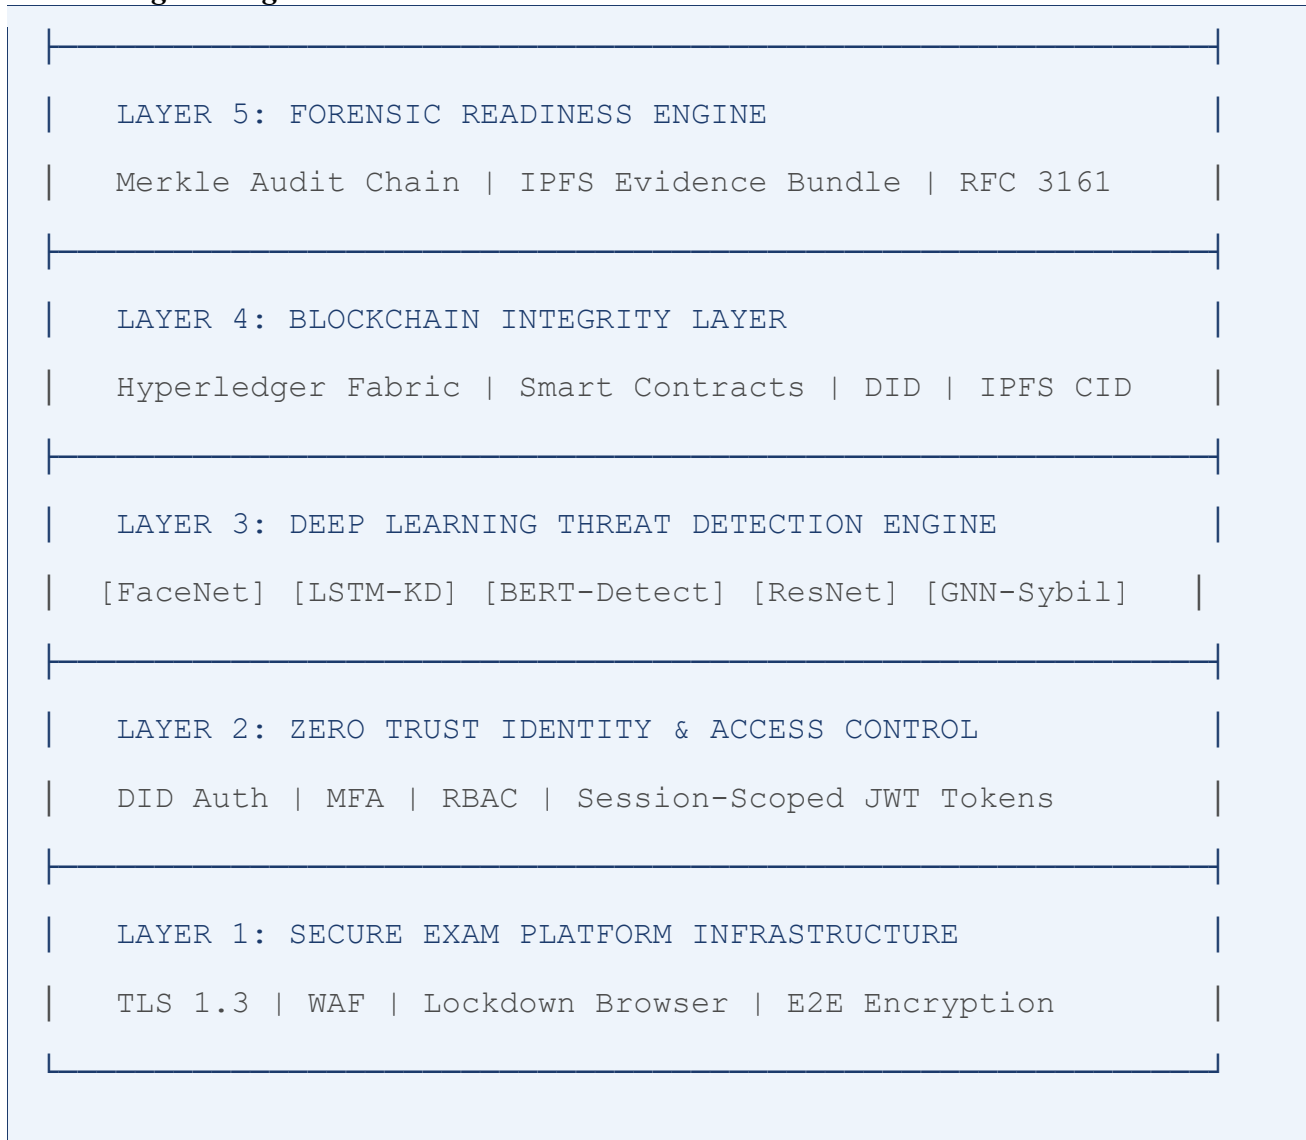 LAYER 5: FORENSIC READINESS ENGINE
Merkle Audit Chain | IPFS Evidence Bundle | RFC 3161
LAYER 4: BLOCKCHAIN INTEGRITY LAYER
Hyperledger Fabric | Smart Contracts | DID | IPFS CID
LAYER 3: DEEP LEARNING THREAT DETECTION ENGINE
[FaceNet] [LSTM-KD] [BERT-Detect] [ResNet] [GNN-Sybil]
LAYER 2: ZERO TRUST IDENTITY & ACCESS CONTROL
DID Auth | MFA | RBAC | Session-Scoped JWT Tokens
LAYER 1: SECURE EXAM PLATFORM INFRASTRUCTURE
TLS 1.3 | WAF | Lockdown Browser | E2E Encryption